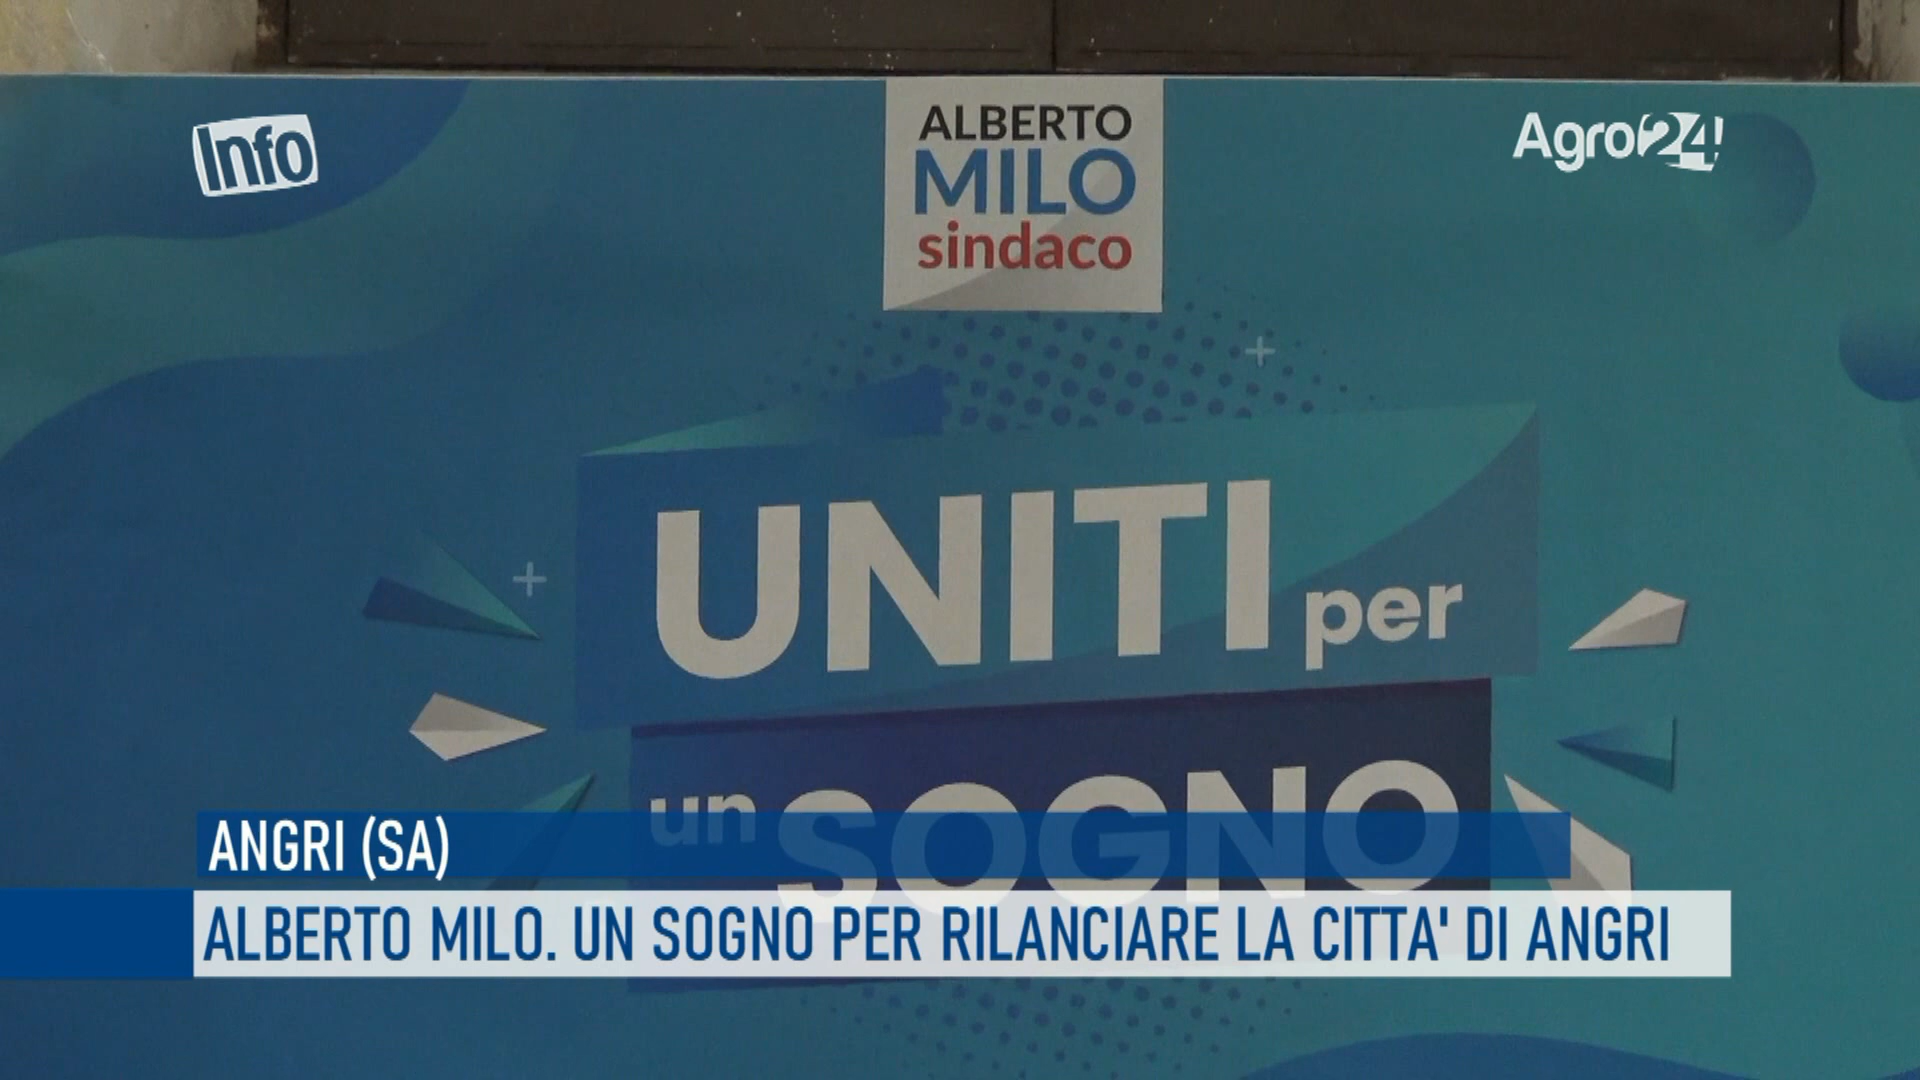 ALBERTO
MILO
sindaco
Info
Agro24!
UNITI per
un SOGNO
ANGRI (SA)
ALBERTO MILO. UN SOGNO PER RILANCIARE LA CITTA' DI ANGRI